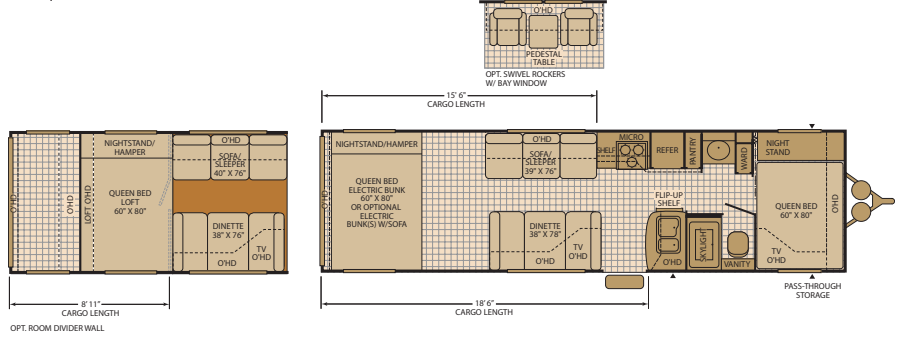 O'HD
PEDESTAL
TABLE
OPT. SWIVEL ROCKERS
W/ BAY WINDOW
15' 6"
CARGO LENGTH
O'HD
O'HD
LOFT O'HD
NIGHTSTAND/
HAMPER
QUEEN BED
LOFT
60" X 80"
O'HD
SOFA/
SLEEPER
40" X 76"
DINETTE
38" X 76"
TV
O'HD
8' 11"
CARGO LENGTH
OPT. ROOM DIVIDER WALL
O'HD
NIGHTSTAND/HAMPER
QUEEN BED
ELECTRIC BUNK
60" X 80"
OR OPTIONAL
ELECTRIC
BUNK(S) W/SOFA
O'HD
SOFA/
SLEEPER
39" X 76"
DINETTE
38" X 78"
TV
O'HD
SHELF
MICRO
REFER
PANTRY
WARD
FLIP-UP
SHELF
O'HD
SKYLIGHT
VANITY
NIGHT
STAND
QUEEN BED
60" X 80"
O'HD
TV
O'HD
PASS-THROUGH
STORAGE
18' 6"
CARGO LENGTH